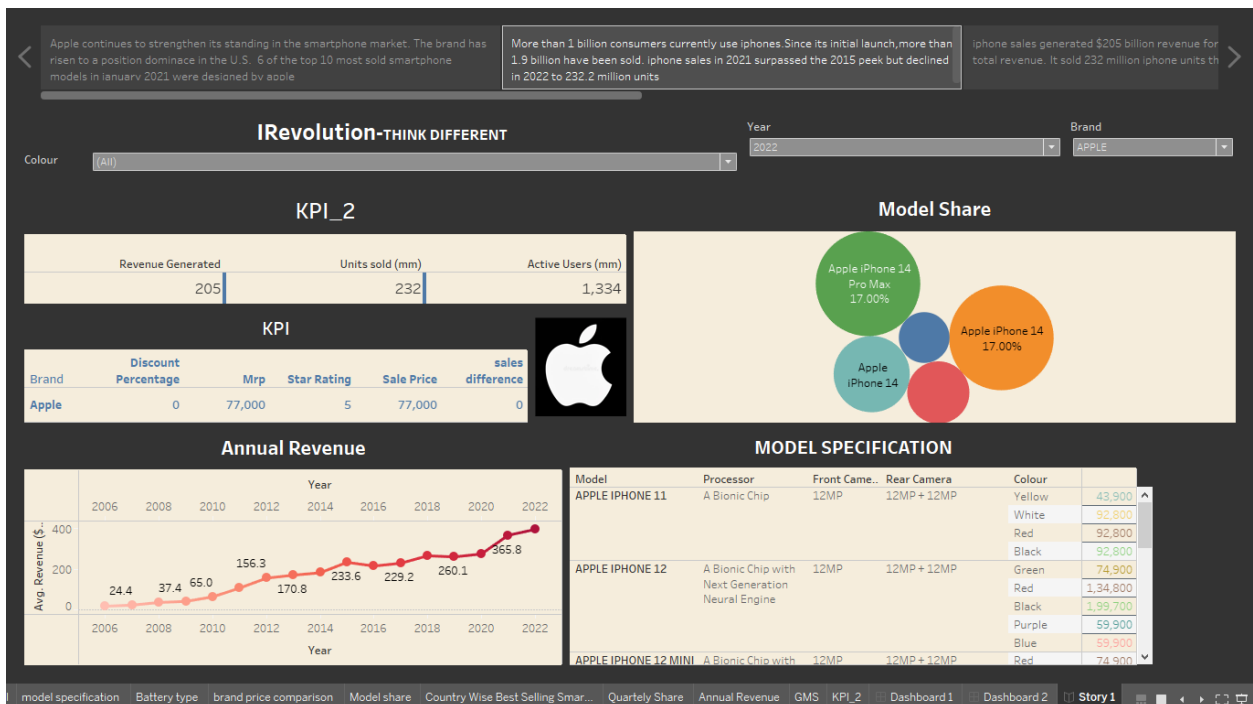 Apple continues to strengthen its standing in the smartphone market. The brand has
risen to a position dominace in the U.S. 6 of the top 10 most sold smartphone
models in january 2021 were designed by apple
More than 1 billion consumers currently use iphones.Since its initial launch,more than
1.9 billion have been sold. iphone sales in 2021 surpassed the 2015 peek but declined
in 2022 to 232.2 million units
iphone sales generated $205 billion revenue for
total revenue. It sold 232 million iphone units th
IRevolution-THINK DIFFERENT
Year
Brand
2022
APPLE
Colour
(All)
KPI_2
Revenue Generated Units sold (mm) Active Users (mm)
205 232 1,334
KPI
Brand Discount Percentage Mrp Star Rating Sale Price sales difference
Apple 0 77,000 5 77,000 0
Model Share
Apple iPhone 14
Pro Max
17.00%
Apple iPhone 14
17.00%
Apple
iPhone 14
Annual Revenue
Year
2006 2008 2010 2012 2014 2016 2018 2020 2022
Avg. Revenue ($...
400
200
0
24.4 37.4 65.0 156.3 170.8 233.6 229.2 260.1 365.8
2006 2008 2010 2012 2014 2016 2018 2020 2022
Year
MODEL SPECIFICATION
Model Processor Front Came.. Rear Camera Colour
APPLE IPHONE 11 A Bionic Chip 12MP 12MP + 12MP Yellow 43,900
White 92,800
Red 92,800
Black 92,800
APPLE IPHONE 12 A Bionic Chip with 12MP 12MP + 12MP Green 74,900
Next Generation Red 1,34,800
Neural Engine Black 1,99,700
Purple 59,900
Blue 59,900
APPLE IPHONE 12 MINI A Bionic Chip with 12MP 12MP + 12MP Red 74,900
model specification Battery type brand price comparison Model share Country Wise Best Selling Smar... Quartely Share Annual Revenue GMS KPI_2 Dashboard 1 Dashboard 2 Story 1